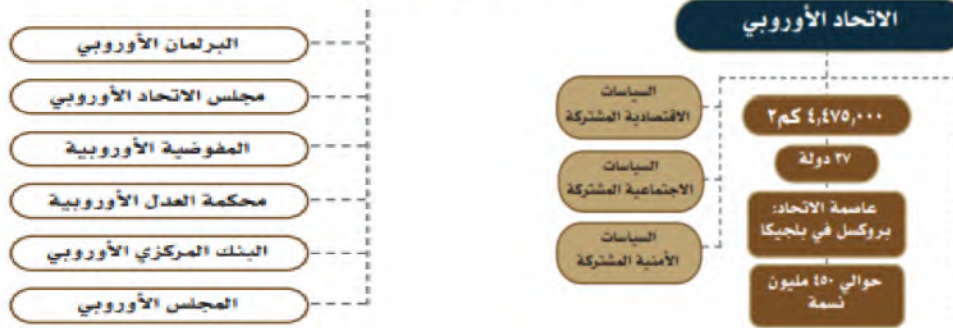 الاتحاد الأوروبي
٤,٤٧٥,٠٠٠ كم٢
٢٧ دولة
عاصمة الاتحاد:
بروكسل في بلجيكا
حوالي ٤٥٠ مليون
نسمة
السياسات
الاقتصادية المشتركة
السياسات
الاجتماعية المشتركة
السياسات
الأمنية المشتركة
البرلمان الأوروبي
مجلس الاتحاد الأوروبي
المفوضية الأوروبية
محكمة العدل الأوروبية
البنك المركزي الأوروبي
المجلس الأوروبي